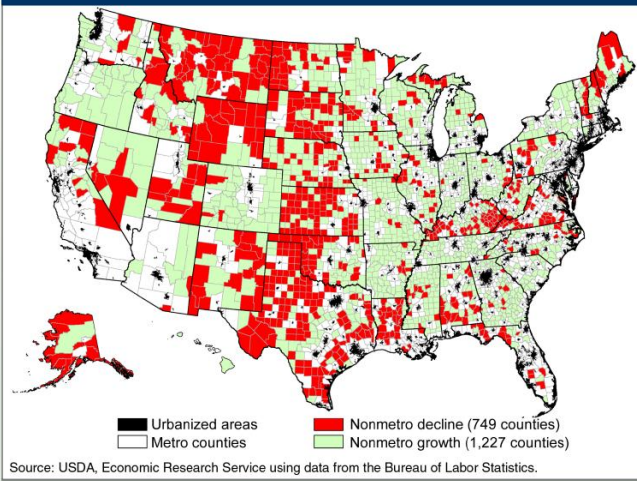 Urbanized areas
Metro counties
Nonmetro decline (749 counties)
Nonmetro growth (1,227 counties)
Source: USDA, Economic Research Service using data from the Bureau of Labor Statistics.